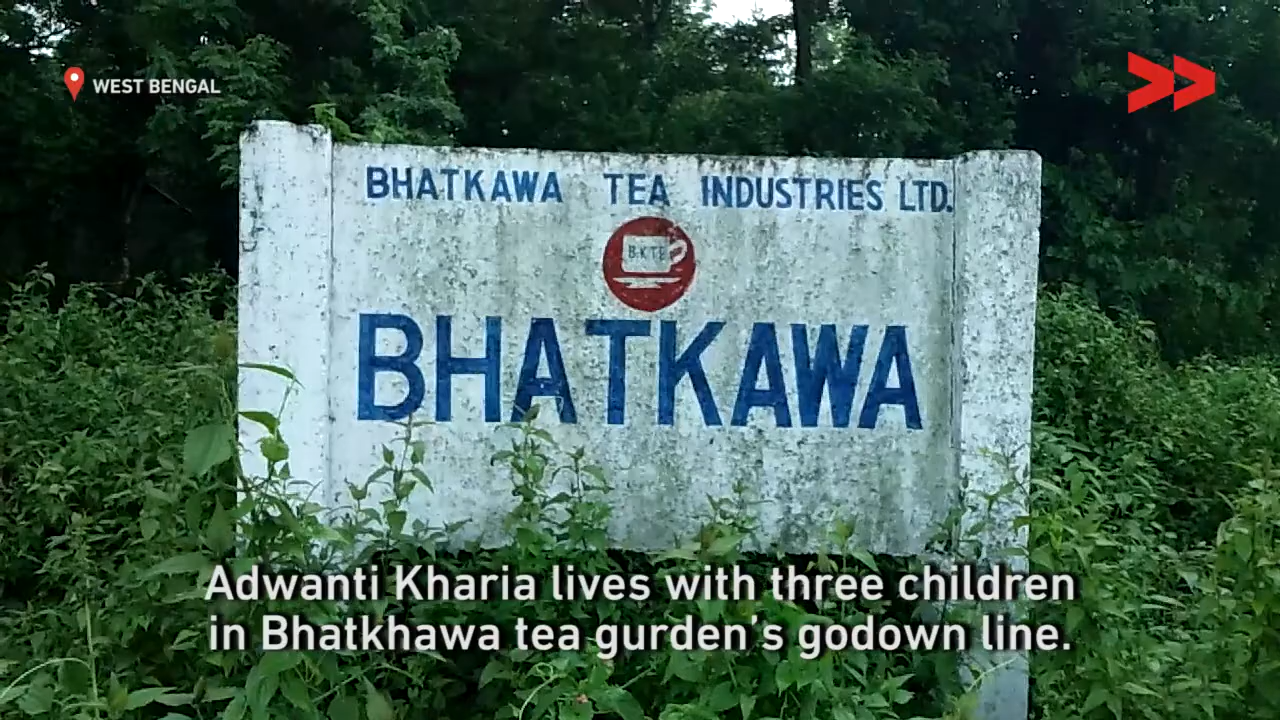 WEST BENGAL
BHATKAWA TEA INDUSTRIES LTD.
B.K.T.E
BHATKAWA
Adwanti Kharia lives with three children
in Bhatkhawa tea gurden's godown line.